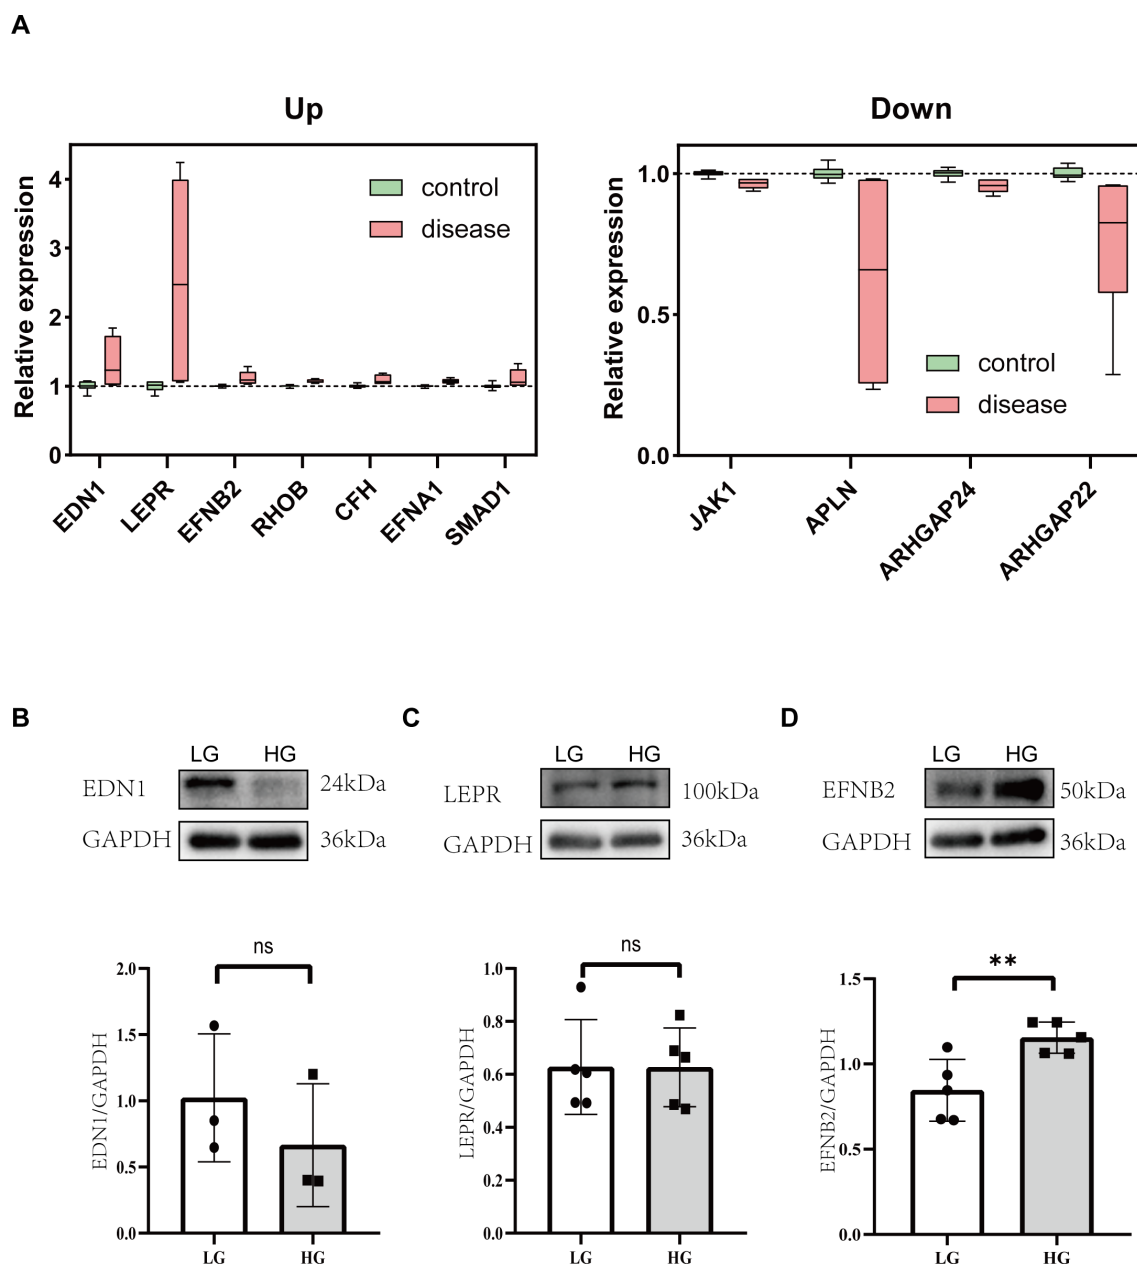 A
Up
Down
Relative expression
4
control
disease
3
2
1
0
EDN1
LEPR
EFNB2
RHOB
CFH
EFNA1
SMAD1
Relative expression
1.0
0.5
control
disease
0.0
JAK1
APLN
ARHGAP24
ARHGAP22
B
LG HG
EDN1 24kDa
GAPDH 36kDa
ns
EDN1/GAPDH
2.0
1.5
1.0
0.5
0.0
LG HG
C
LG HG
LEPR 100kDa
GAPDH 36kDa
ns
LEPR/GAPDH
1.0
0.8
0.6
0.4
0.2
0.0
LG HG
D
LG HG
EFNB2 50kDa
GAPDH 36kDa
**
EFNB2/GAPDH
1.5
1.0
0.5
0.0
LG HG